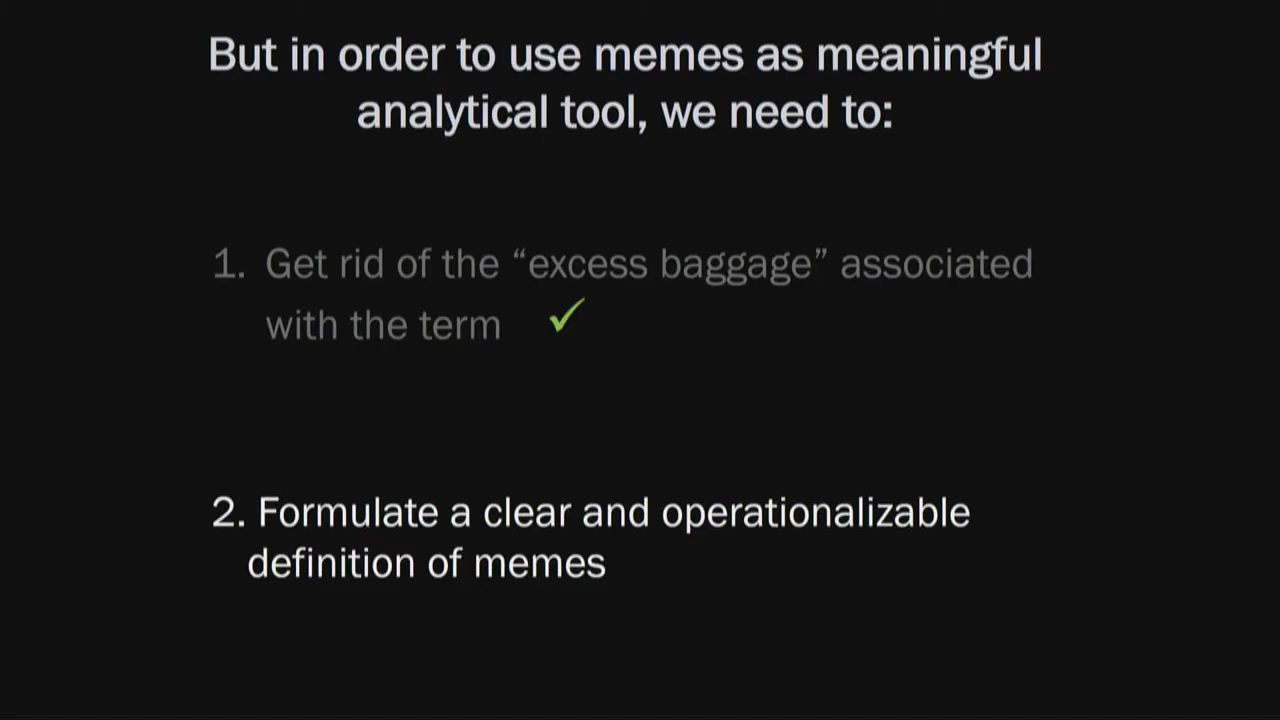 But in order to use memes as meaningful
analytical tool, we need to:
1. Get rid of the “excess baggage” associated
with the term ✓
2. Formulate a clear and operationalizable
definition of memes